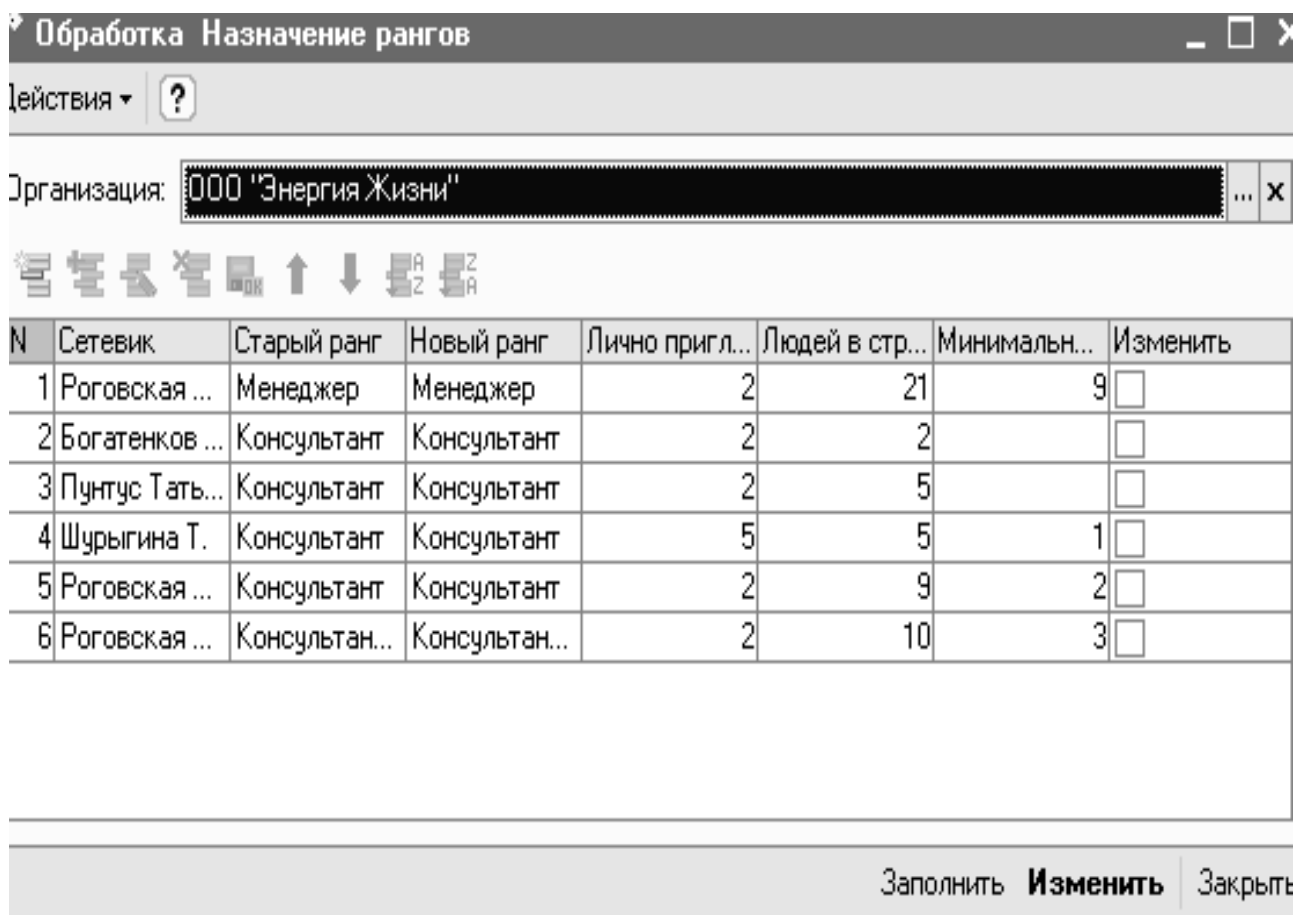 Обработка Назначение рангов
Действия ?
Организация: ООО "Энергия Жизни" ... x
N Сетевик Старый ранг Новый ранг Лично пригл... Людей в стр... Минимальн... Изменить
1 Роговская ... Менеджер Менеджер 2 21 9
2 Богатенков ... Консультант Консультант 2 2
3 Пунтус Тать... Консультант Консультант 2 5
4 Шурыгина Т. Консультант Консультант 5 5 1
5 Роговская ... Консультант Консультант 2 9 2
6 Роговская ... Консультан... Консультан... 2 10 3
Заполнить Изменить Закрыть